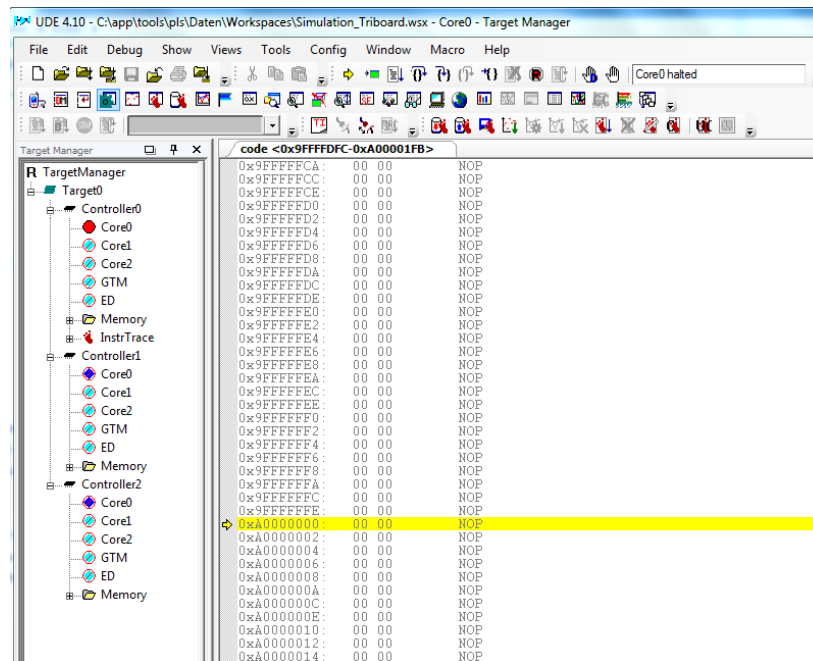 UDE 4.10 - C:\app\tools\pls\Daten\Workspaces\Simulation_Triboard.wsx - Core0 - Target Manager
File Edit Debug Show Views Tools Config Window Macro Help
Core0 halted
Target Manager
code <0x9FFFFDFC-0xA00001FB>
TargetManager
Target0
Controller0
Core0
Core1
Core2
GTM
ED
Memory
InstrTrace
Controller1
Core0
Core1
Core2
GTM
ED
Memory
Controller2
Core0
Core1
Core2
GTM
ED
Memory
0x9FFFFFCA: 00 00 NOP
0x9FFFFFCC: 00 00 NOP
0x9FFFFFCE: 00 00 NOP
0x9FFFFFD0: 00 00 NOP
0x9FFFFFD2: 00 00 NOP
0x9FFFFFD4: 00 00 NOP
0x9FFFFFD6: 00 00 NOP
0x9FFFFFD8: 00 00 NOP
0x9FFFFFDA: 00 00 NOP
0x9FFFFFDC: 00 00 NOP
0x9FFFFFDE: 00 00 NOP
0x9FFFFFE0: 00 00 NOP
0x9FFFFFE2: 00 00 NOP
0x9FFFFFE4: 00 00 NOP
0x9FFFFFE6: 00 00 NOP
0x9FFFFFE8: 00 00 NOP
0x9FFFFFEA: 00 00 NOP
0x9FFFFFEC: 00 00 NOP
0x9FFFFFEE: 00 00 NOP
0x9FFFFFF0: 00 00 NOP
0x9FFFFFF2: 00 00 NOP
0x9FFFFFF4: 00 00 NOP
0x9FFFFFF6: 00 00 NOP
0x9FFFFFF8: 00 00 NOP
0x9FFFFFFA: 00 00 NOP
0x9FFFFFFC: 00 00 NOP
0x9FFFFFFE: 00 00 NOP
0xA0000000: 00 00 NOP
0xA0000002: 00 00 NOP
0xA0000004: 00 00 NOP
0xA0000006: 00 00 NOP
0xA0000008: 00 00 NOP
0xA000000A: 00 00 NOP
0xA000000C: 00 00 NOP
0xA000000E: 00 00 NOP
0xA0000010: 00 00 NOP
0xA0000012: 00 00 NOP
0xA0000014: 00 00 NOP